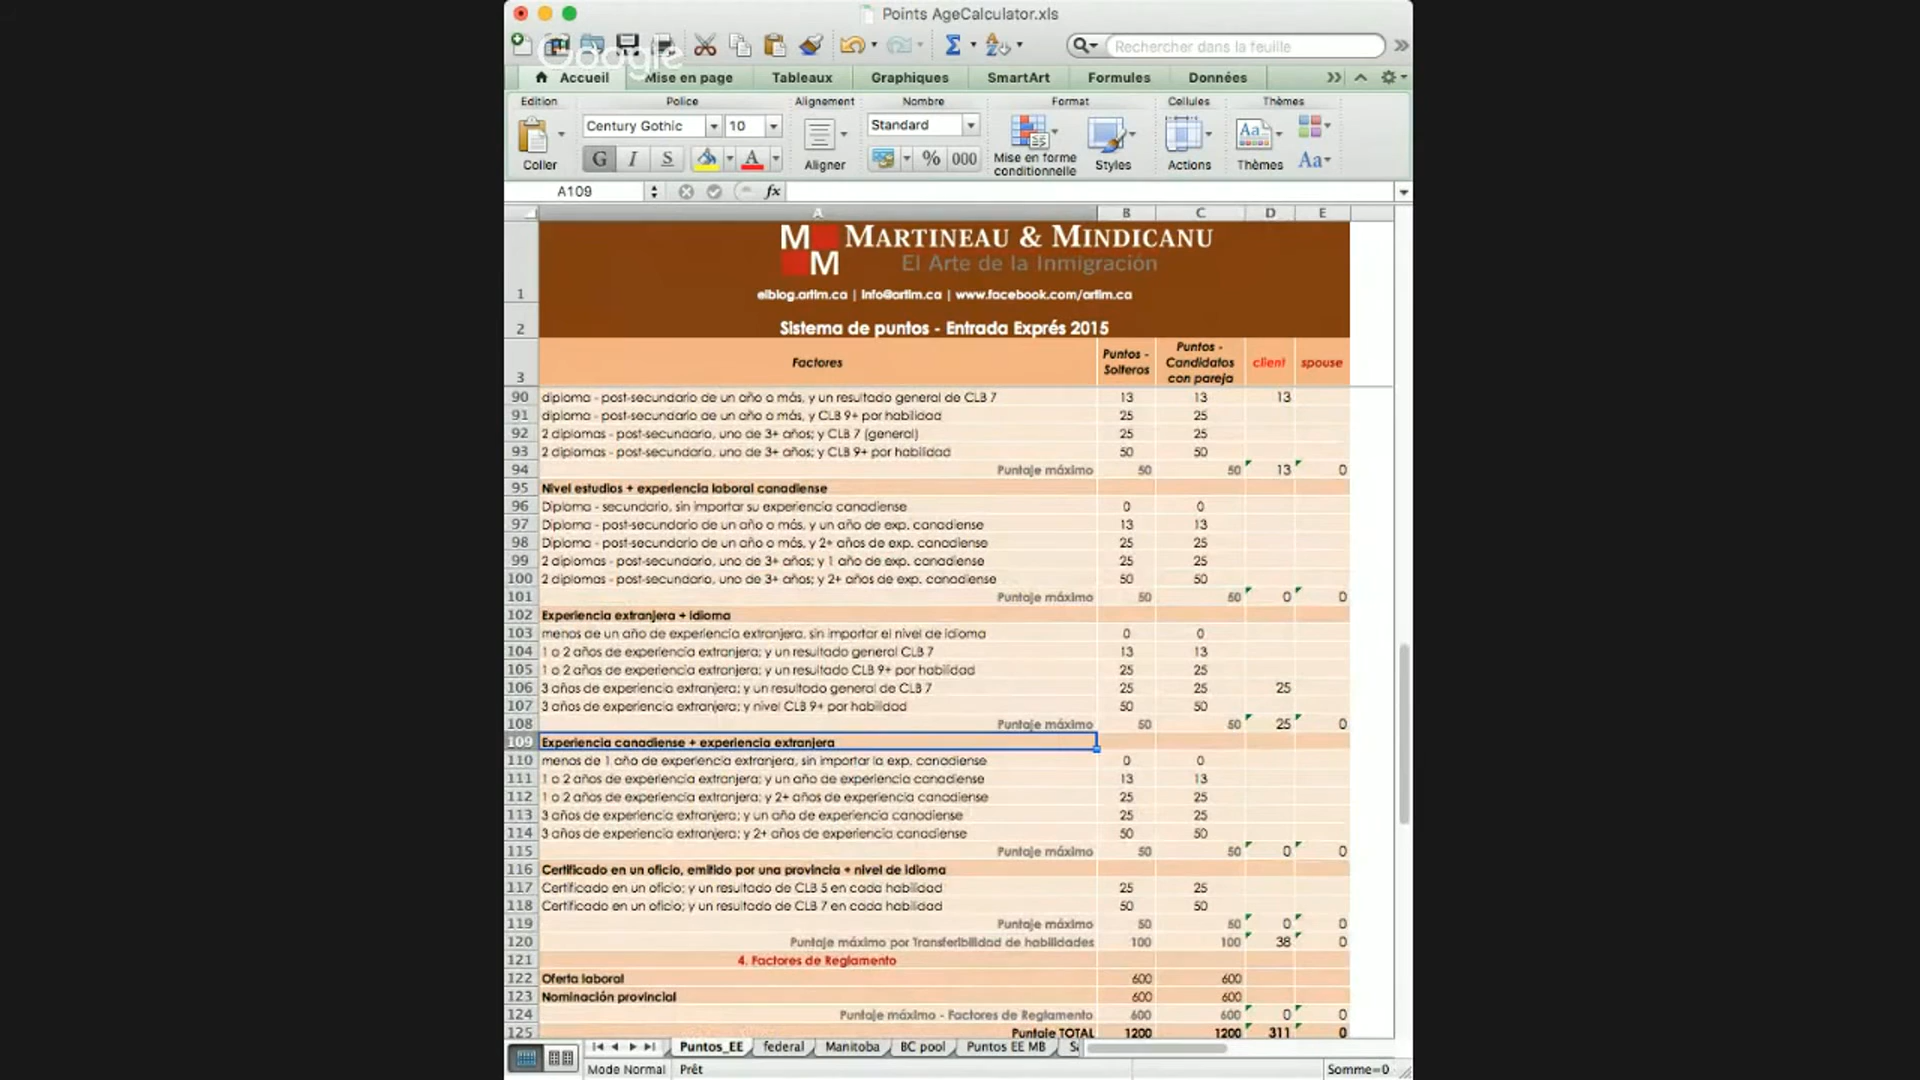 Points AgeCalculator.xls
Google
Rechercher dans la feuille
Accueil Mise en page Tableaux Graphiques SmartArt Formules Données
Edition Police Alignement Nombre Format Cellules Thèmes
Century Gothic 10 Standard
G I S A % 000 Aa Aa
Coller Aligner Mise en forme conditionnelle Styles Actions Thèmes
A109 fx
A B C D E
M M MARTINEAU & MINDICANU
El Arte de la Inmigración
1 elblog.artim.ca | info@artim.ca | www.facebook.com/artim.ca
2 Sistema de puntos - Entrada Exprés 2015
3 Factores Puntos - Solteros Puntos - Candidatos con pareja client spouse
90 diploma - post-secundario de un año o más, y un resultado general de CLB 7 13 13 13
91 diploma - post-secundario de un año o más, y CLB 9+ por habilidad 25 25
92 2 diplomas - post-secundario, uno de 3+ años; y CLB 7 (general) 25 25
93 2 diplomas - post-secundario, uno de 3+ años; y CLB 9+ por habilidad 50 50
94 Puntaje máximo 50 50 13 0
95 Nivel estudios + experiencia laboral canadiense
96 Diploma - secundario, sin importar su experiencia canadiense 0 0
97 Diploma - post-secundario de un año o más, y un año de exp. canadiense 13 13
98 Diploma - post-secundario de un año o más, y 2+ años de exp. canadiense 25 25
99 2 diplomas - post-secundario, uno de 3+ años; y 1 año de exp. canadiense 25 25
100 2 diplomas - post-secundario, uno de 3+ años; y 2+ años de exp. canadiense 50 50
101 Puntaje máximo 50 50 0 0
102 Experiencia extranjera + idioma
103 menos de un año de experiencia extranjera, sin importar el nivel de idioma 0 0
104 1 o 2 años de experiencia extranjera; y un resultado general CLB 7 13 13
105 1 o 2 años de experiencia extranjera; y un resultado CLB 9+ por habilidad 25 25
106 3 años de experiencia extranjera; y un resultado general de CLB 7 25 25 25
107 3 años de experiencia extranjera; y nivel CLB 9+ por habilidad 50 50
108 Puntaje máximo 50 50 25 0
109 Experiencia canadiense + experiencia extranjera
110 menos de 1 año de experiencia extranjera, sin importar la exp. canadiense 0 0
111 1 o 2 años de experiencia extranjera; y un año de experiencia canadiense 13 13
112 1 o 2 años de experiencia extranjera; y 2+ años de experiencia canadiense 25 25
113 3 años de experiencia extranjera; y un año de experiencia canadiense 25 25
114 3 años de experiencia extranjera; y 2+ años de experiencia canadiense 50 50
115 Puntaje máximo 50 50 0 0
116 Certificado en un oficio, emitido por una provincia + nivel de idioma
117 Certificado en un oficio; y un resultado de CLB 5 en cada habilidad 25 25
118 Certificado en un oficio; y un resultado de CLB 7 en cada habilidad 50 50
119 Puntaje máximo 50 50 0 0
120 Puntaje máximo por Transferibilidad de habilidades 100 100 38 0
121 4. Factores de Reglamento
122 Oferta laboral 600 600
123 Nominación provincial 600 600
124 Puntaje máximo - Factores de Reglamento 600 600 0 0
125 Puntaje TOTAL 1200 1200 311 0
Puntos_EE federal Manitoba BC pool Puntos EE MB
Mode Normal Prêt Somme=0